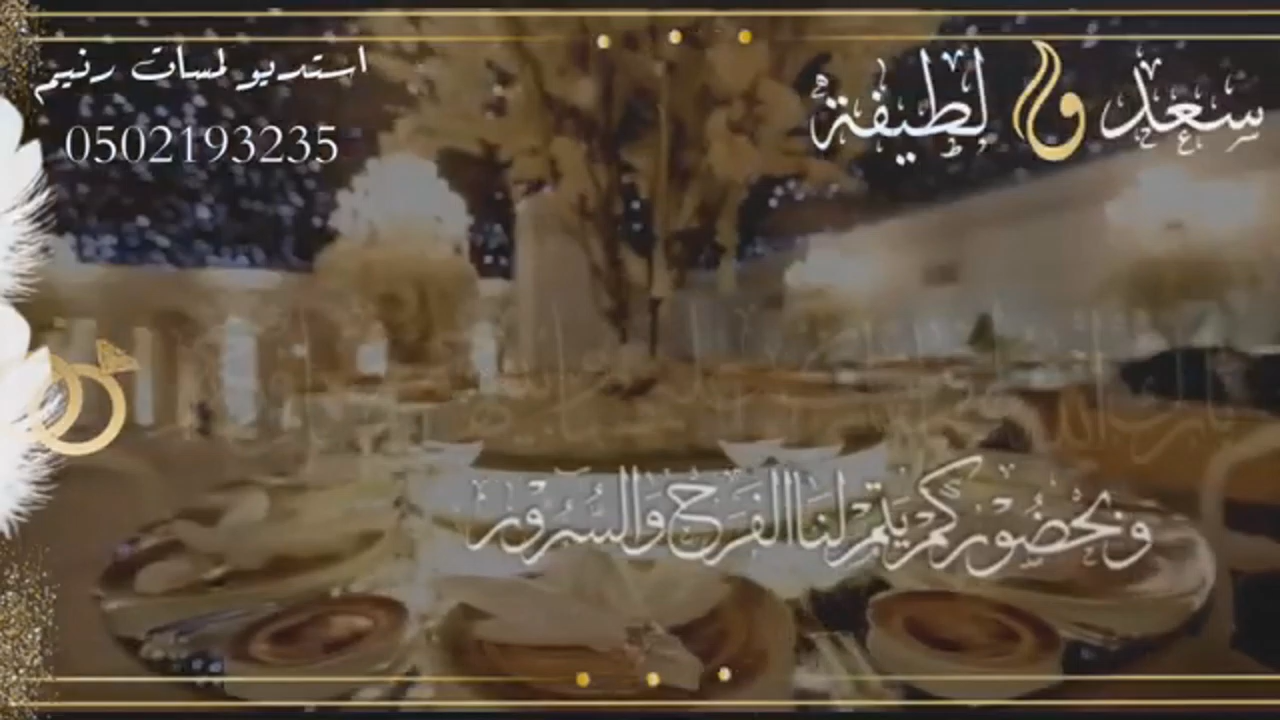 سعد و لطيفة
استديو لمسات رنيم
0502193235
وبحضوركم يتم لنا الفرح والسرور